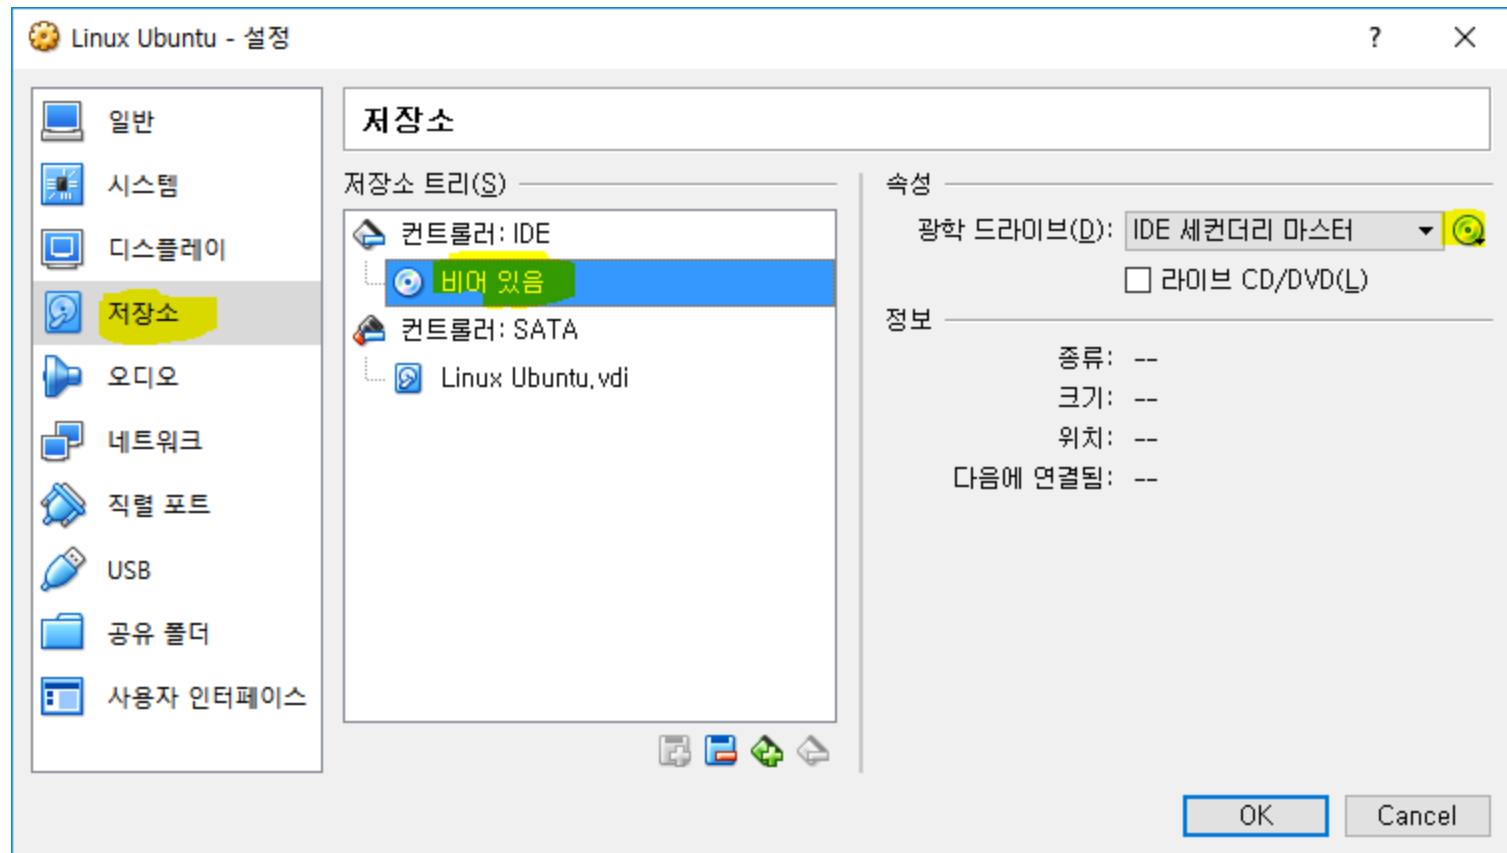 Linux Ubuntu - 설정
?
일반
시스템
디스플레이
저장소
오디오
네트워크
직렬 포트
USB
공유 폴더
사용자 인터페이스
저장소
저장소 트리(S)
컨트롤러: IDE
비어 있음
컨트롤러: SATA
Linux Ubuntu.vdi
속성
광학 드라이브(D): IDE 세컨더리 마스터
라이브 CD/DVD(L)
정보
종류: --
크기: --
위치: --
다음에 연결됨: --
OK Cancel